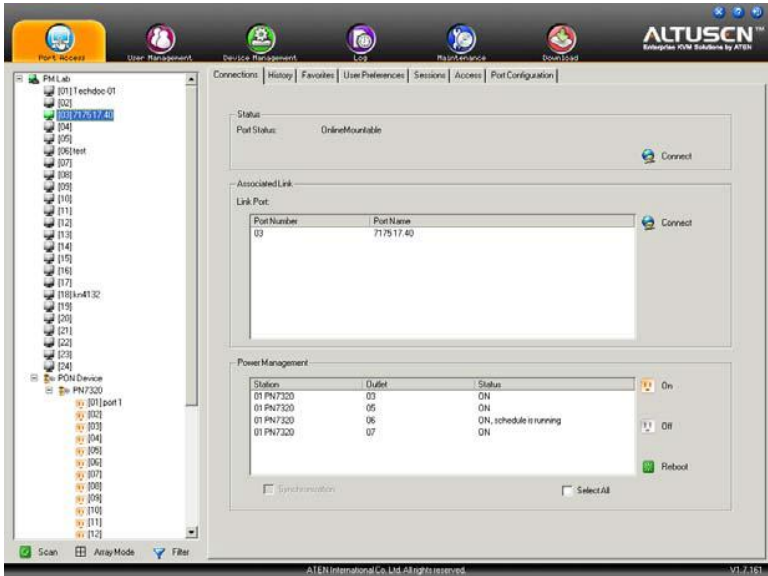 Port Access
User Management
Device Management
Log
Maintenance
Download
ALTUSEN™
Enterprise KVM Solutions by ATEN
PM Lab
[01]Techdoc-01
[02]
[03]717517.40
[04]
[05]
[06]test
[07]
[08]
[09]
[10]
[11]
[12]
[13]
[14]
[15]
[16]
[17]
[18]kn4132
[19]
[20]
[21]
[22]
[23]
[24]
PON Device
PN7320
[01]port1
[02]
[03]
[04]
[05]
[06]
[07]
[08]
[09]
[10]
[11]
[12]
Scan
Array Mode
Filter
Connections
History
Favorites
User Preferences
Sessions
Access
Port Configuration
Status
Port Status: OnlineMountable
Connect
Associated Link
Link Port:
Port Number Port Name
03 717517.40
Connect
Power Management
Station Outlet Status
01 PN7320 03 ON
01 PN7320 05 ON
01 PN7320 06 ON, schedule is running
01 PN7320 07 ON
On
Off
Reboot
Synchronization
Select All
ATEN International Co. Ltd. All rights reserved.
V1.7.161